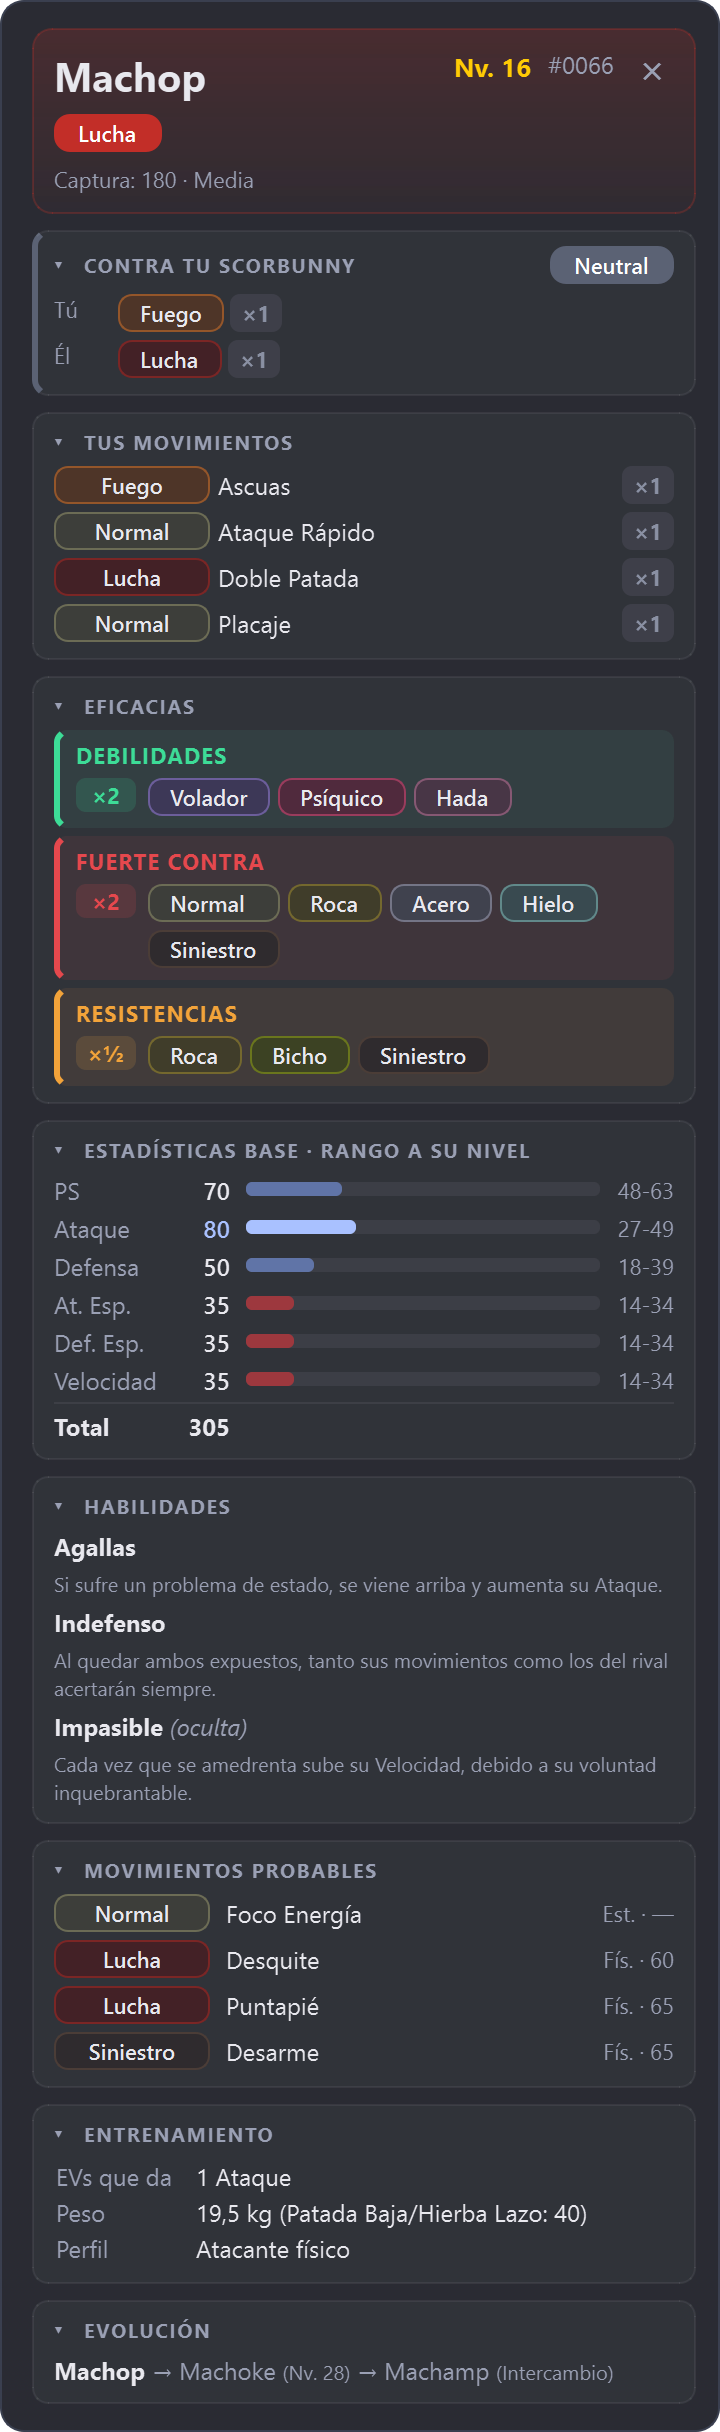 Machop Nv. 16 #0066 ×
Lucha
Captura: 180 · Media
▾ CONTRA TU SCORBUNNY Neutral
Tú Fuego ×1
Él Lucha ×1
▾ TUS MOVIMIENTOS
Fuego Ascuas ×1
Normal Ataque Rápido ×1
Lucha Doble Patada ×1
Normal Placaje ×1
▾ EFICACIAS
DEBILIDADES
×2 Volador Psíquico Hada
FUERTE CONTRA
×2 Normal Roca Acero Hielo
Siniestro
RESISTENCIAS
×½ Roca Bicho Siniestro
▾ ESTADÍSTICAS BASE · RANGO A SU NIVEL
PS 70 48-63
Ataque 80 27-49
Defensa 50 18-39
At. Esp. 35 14-34
Def. Esp. 35 14-34
Velocidad 35 14-34
Total 305
▾ HABILIDADES
Agallas
Si sufre un problema de estado, se viene arriba y aumenta su Ataque.
Indefenso
Al quedar ambos expuestos, tanto sus movimientos como los del rival
acertarán siempre.
Impasible (oculta)
Cada vez que se amedrenta sube su Velocidad, debido a su voluntad
inquebrantable.
▾ MOVIMIENTOS PROBABLES
Normal Foco Energía Est. · —
Lucha Desquite Fís. · 60
Lucha Puntapié Fís. · 65
Siniestro Desarme Fís. · 65
▾ ENTRENAMIENTO
EVs que da 1 Ataque
Peso 19,5 kg (Patada Baja/Hierba Lazo: 40)
Perfil Atacante físico
▾ EVOLUCIÓN
Machop → Machoke (Nv. 28) → Machamp (Intercambio)